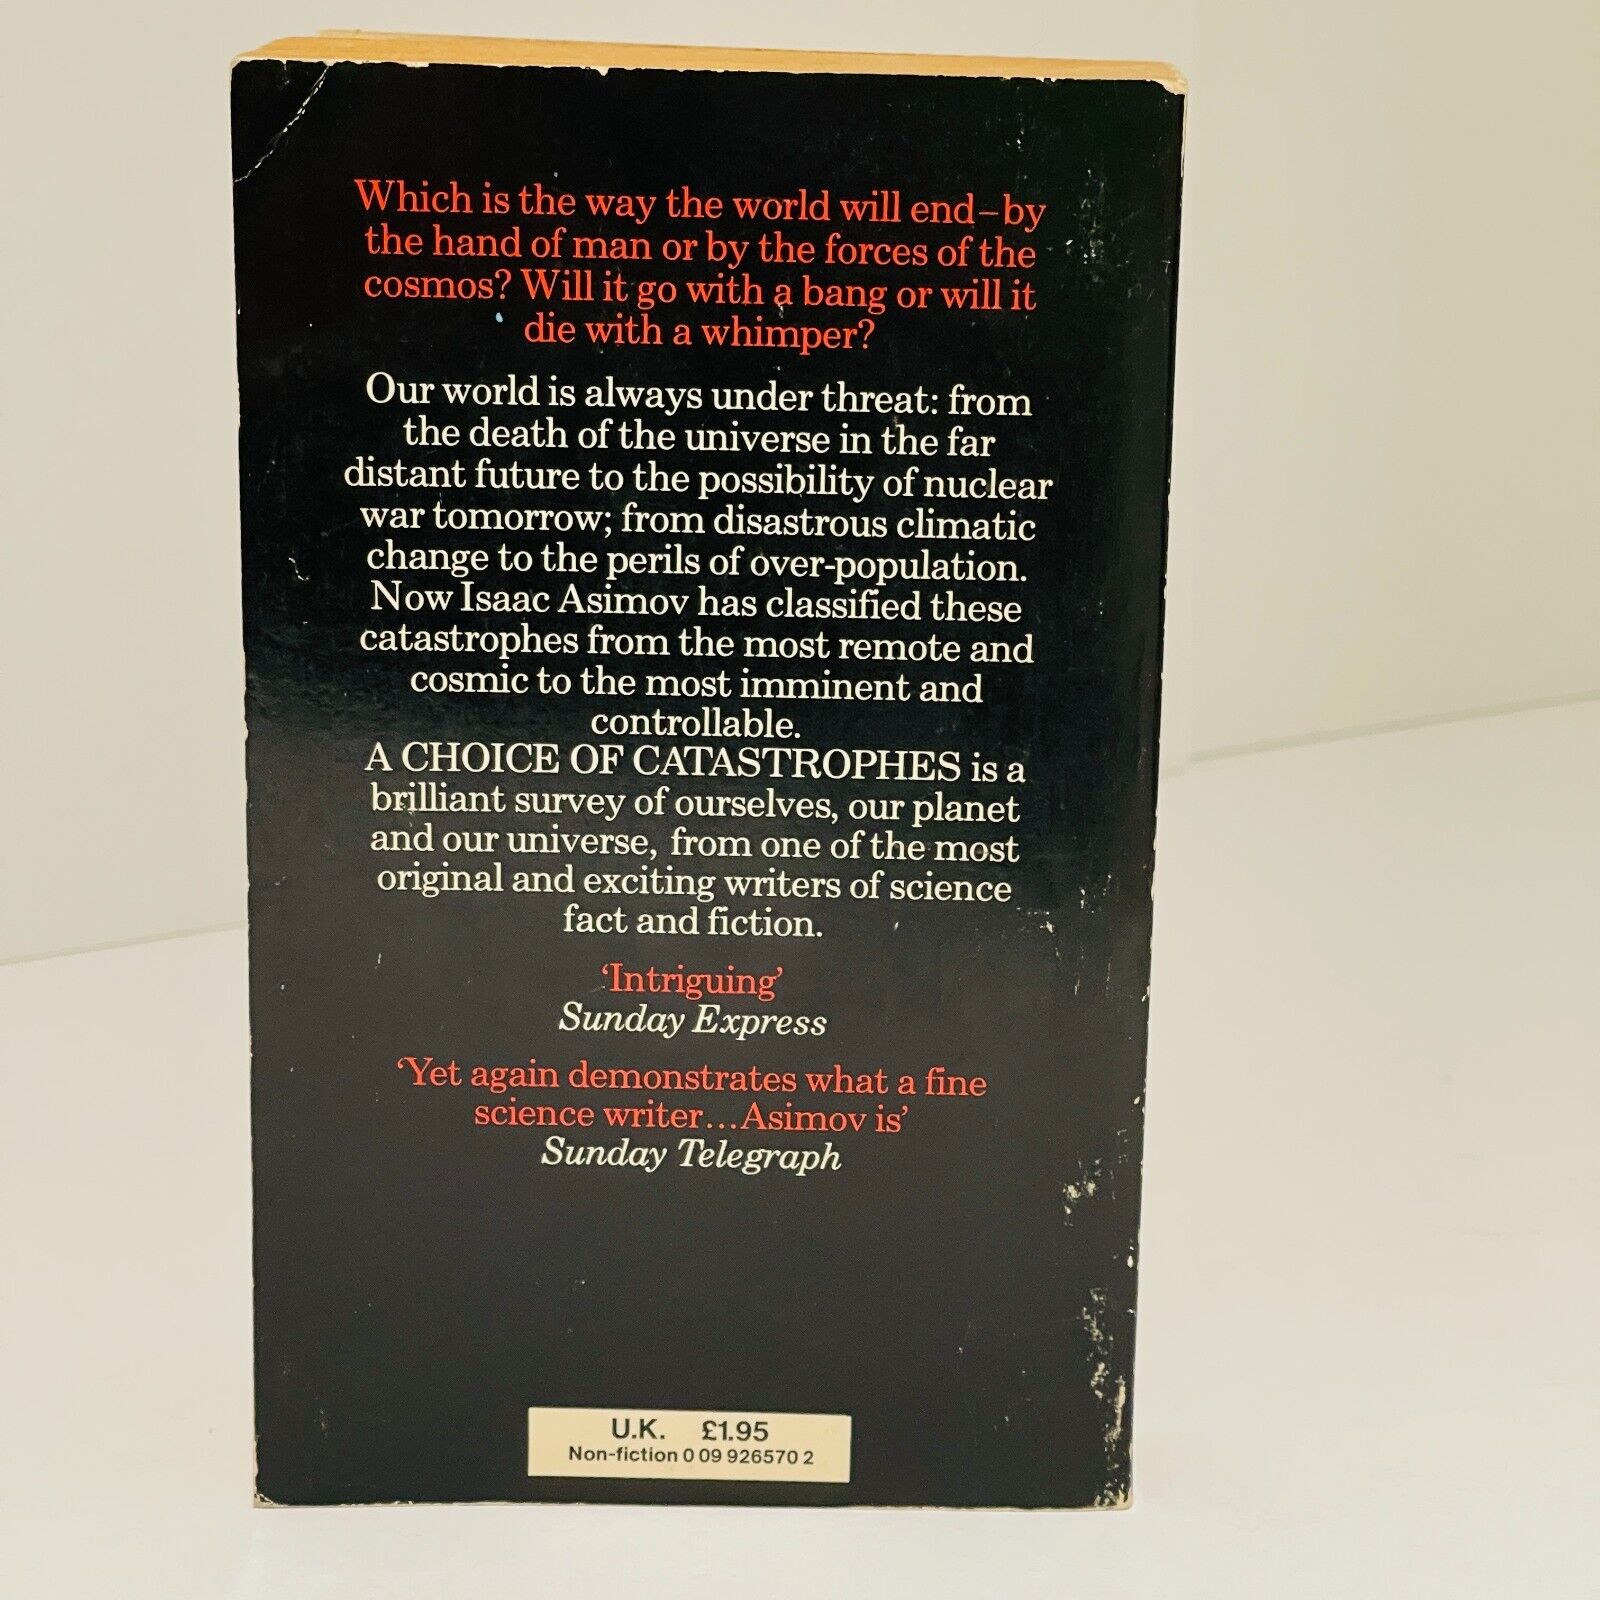 Which is the way the world will end–by
the hand of man or by the forces of the
cosmos? Will it go with a bang or will it
die with a whimper?
Our world is always under threat: from
the death of the universe in the far
distant future to the possibility of nuclear
war tomorrow; from disastrous climatic
change to the perils of over-population.
Now Isaac Asimov has classified these
catastrophes from the most remote and
cosmic to the most imminent and
controllable.
A CHOICE OF CATASTROPHES is a
brilliant survey of ourselves, our planet
and our universe, from one of the most
original and exciting writers of science
fact and fiction.
‘Intriguing’
Sunday Express
‘Yet again demonstrates what a fine
science writer...Asimov is’
Sunday Telegraph
U.K. £1.95
Non-fiction 0 09 926570 2